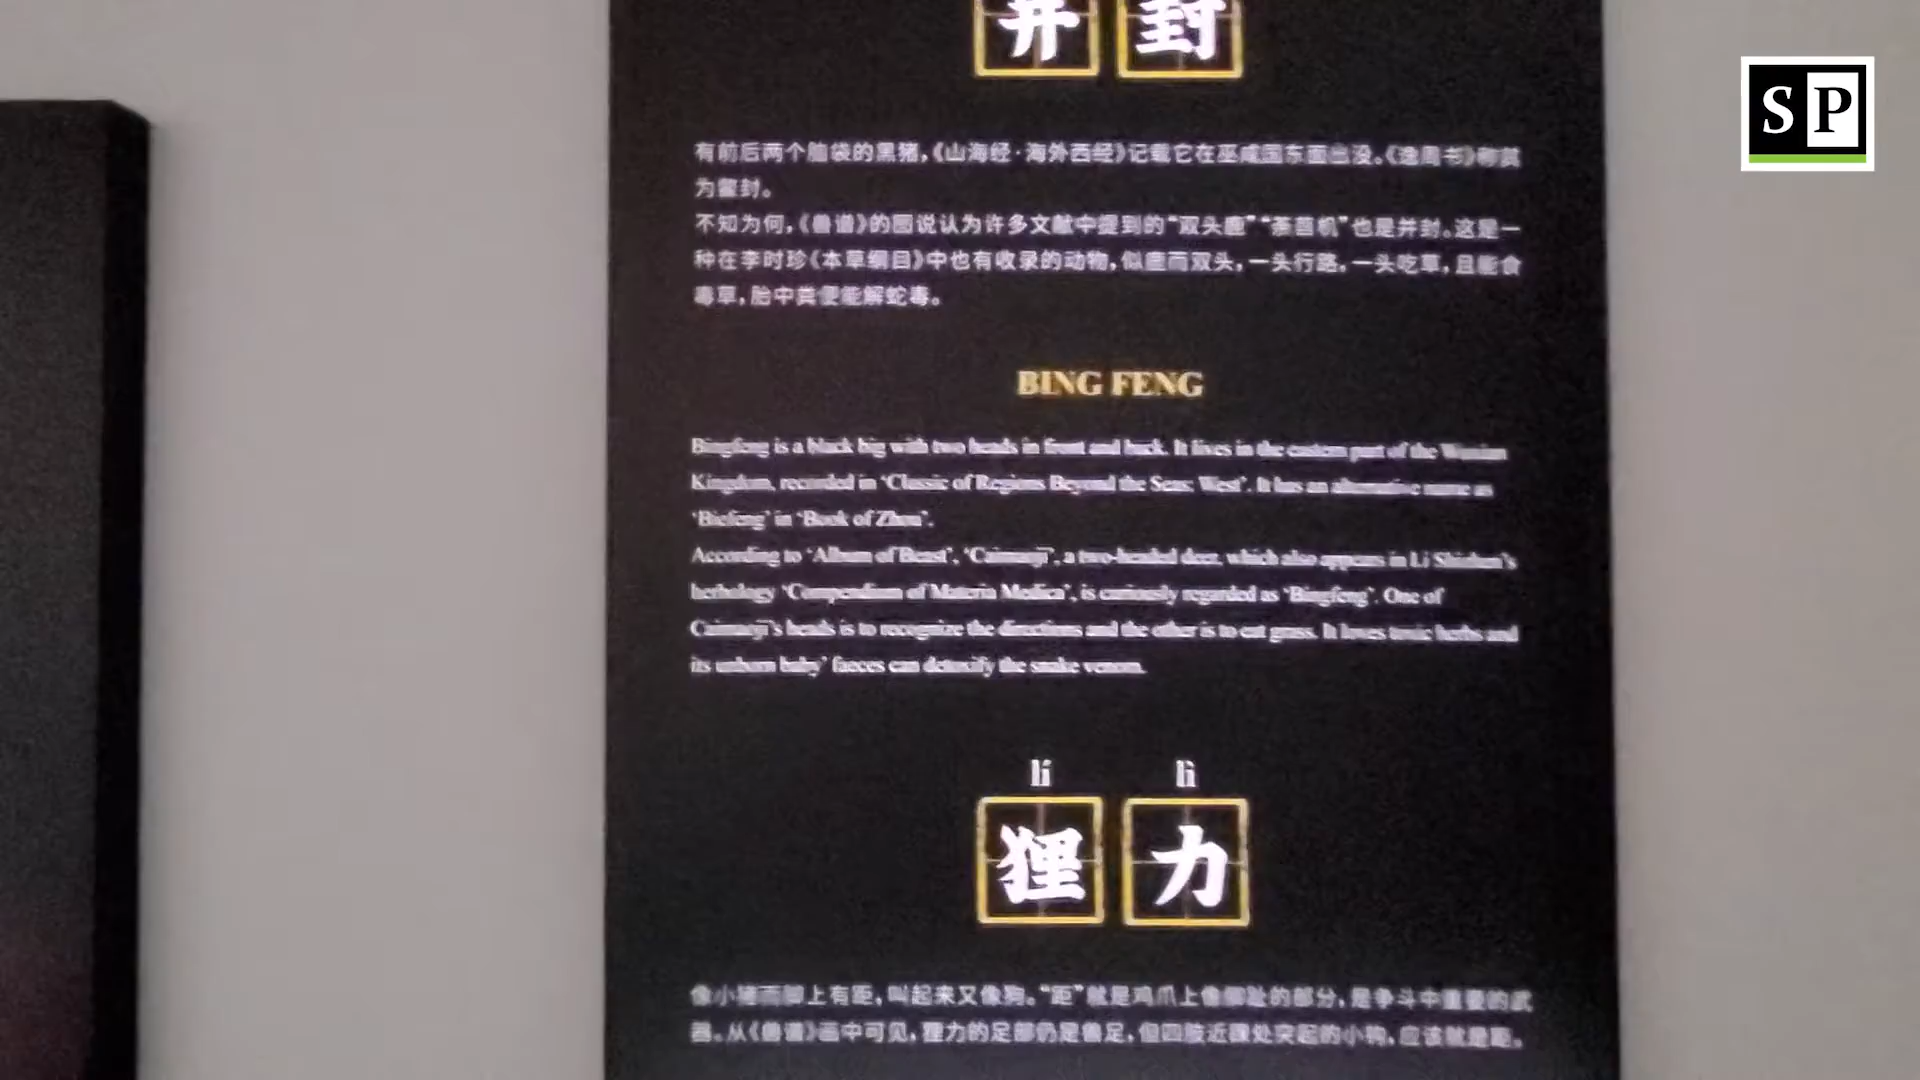 并封
SP
有前后两个脑袋的黑猪，《山海经·海外西经》记载它在巫咸国东面出没。《逸周书》称其
为鳖封。
不知为何，《兽谱》的图说认为许多文献中提到的“双头鹿”“茶苜机”也是并封。这是一
种在李时珍《本草纲目》中也有收录的动物，似鹿而双头，一头行路，一头吃草，且能食
毒草，胎中粪便能解蛇毒。
BING FENG
Bingfeng is a black big with two heads in front and back. It lives in the eastern part of the Wuxian
Kingdom, recorded in ‘Classic of Regions Beyond the Seas: West’. It has an alternative name as
‘Biefeng’ in ‘Book of Zhou’.
According to ‘Album of Beast’, ‘Caimuji’, a two-headed deer, which also appears in Li Shizhen’s
herbology ‘Compendium of Materia Medica’, is curiously regarded as ‘Bingfeng’. One of
Caimuji’s heads is to recognize the directions and the other is to eat grass. It loves toxic herbs and
its unborn baby’ faeces can detoxify the snake venom.
lí lì
狸力
像小猪而脚上有距，叫起来又像狗。“距”就是鸡爪上像脚趾的部分，是争斗中重要的武
器。从《兽谱》画中可见，狸力的足部仍是兽足，但四肢近踝处突起的小钩，应该就是距。